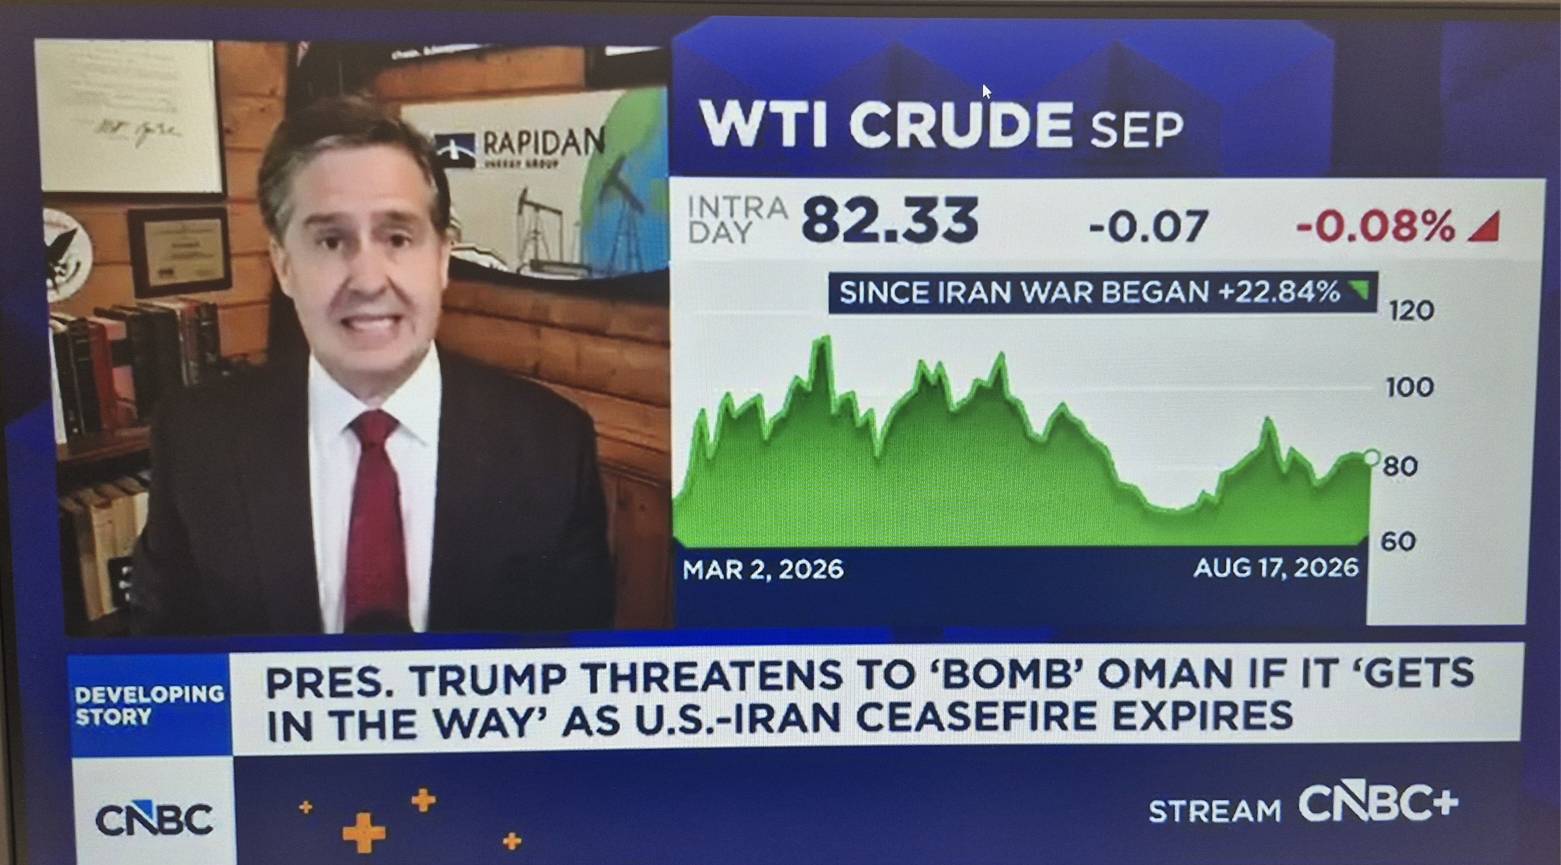 RAPIDAN
ENERGY GROUP
WTI CRUDE SEP
INTRA
DAY
82.33
-0.07
-0.08%
SINCE IRAN WAR BEGAN +22.84%
120
100
80
60
MAR 2, 2026
AUG 17, 2026
DEVELOPING
STORY
PRES. TRUMP THREATENS TO ‘BOMB’ OMAN IF IT ‘GETS
IN THE WAY’ AS U.S.-IRAN CEASEFIRE EXPIRES
CNBC
STREAM CNBC+